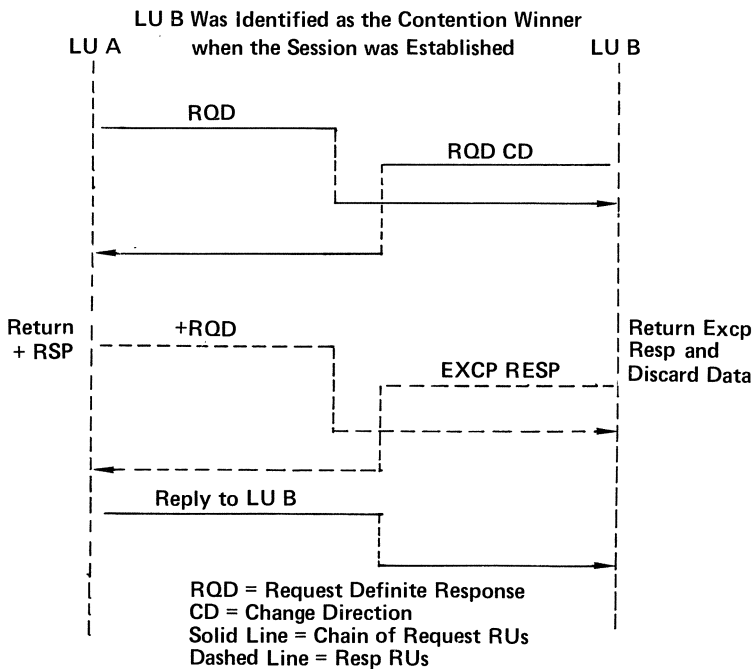 LU B Was Identified as the Contention Winner
when the Session was Established
LU A
LU B
RQD
RQD CD
Return
+ RSP
+RQD
Return Excp
Resp and
Discard Data
EXCP RESP
Reply to LU B
RQD = Request Definite Response
CD = Change Direction
Solid Line = Chain of Request RUs
Dashed Line = Resp RUs